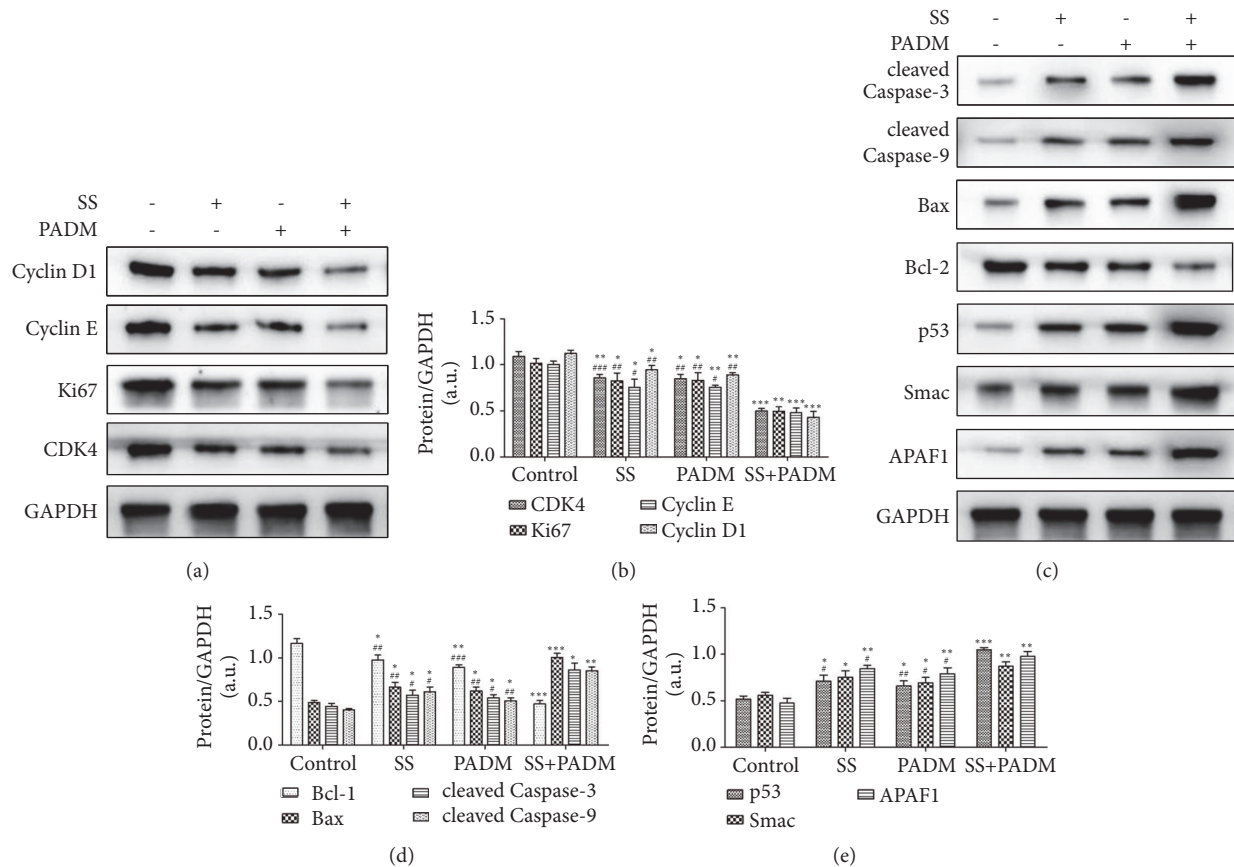 SS - + - +
PADM - - + +
Cyclin D1
Cyclin E
Ki67
CDK4
GAPDH
(a)
Protein/GAPDH
(a.u.)
1.5
1.0
0.5
0.0
** * * *
### ## # ##
* * ** **
## ## # ##
*** ** *** ***
Control SS PADM SS+PADM
CDK4 Cyclin E
Ki67 Cyclin D1
(b)
SS - + - +
PADM - - + +
cleaved
Caspase-3
cleaved
Caspase-9
Bax
Bcl-2
p53
Smac
APAF1
GAPDH
(c)
Protein/GAPDH
(a.u.)
1.5
1.0
0.5
0.0
* * * *
## ## # #
** * * *
### ## # ##
*** *** * **
Control SS PADM SS+PADM
Bcl-1 cleaved Caspase-3
Bax cleaved Caspase-9
(d)
Protein/GAPDH
(a.u.)
1.5
1.0
0.5
0.0
* * **
# #
** * **
## # #
*** ** **
Control SS PADM SS+PADM
p53 APAF1
Smac
(e)